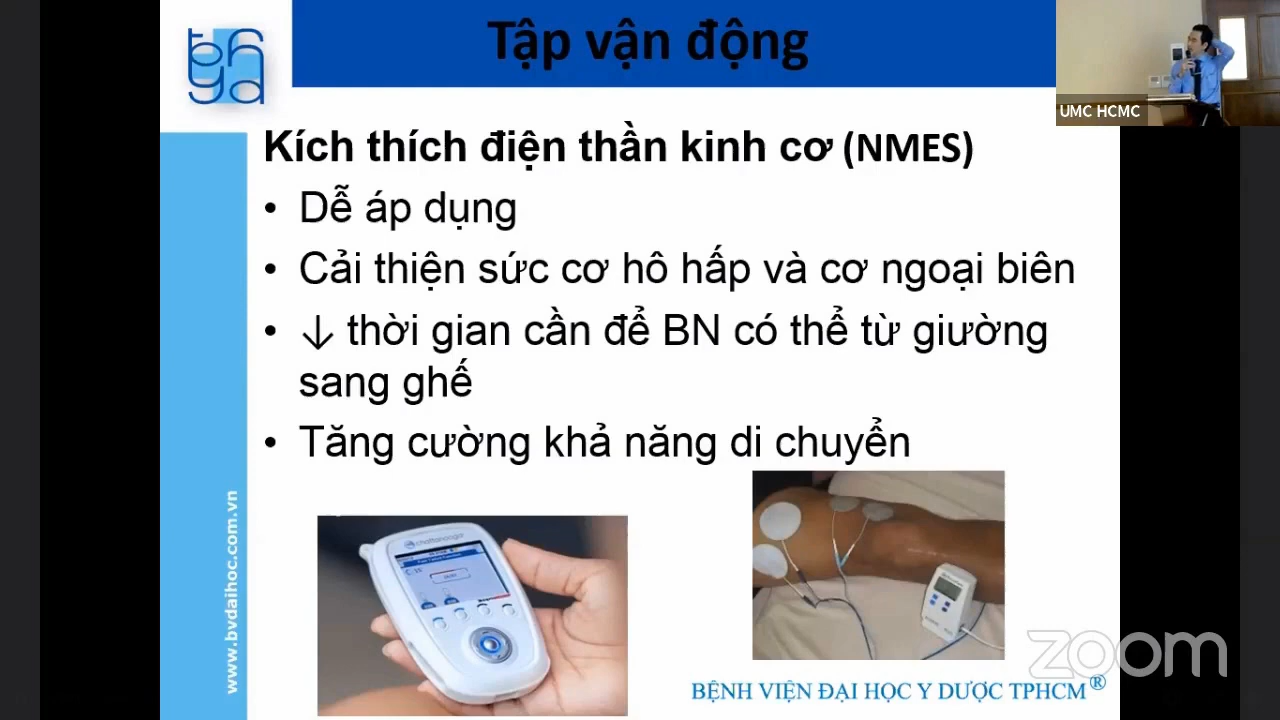 Tập vận động
UMC HCMC
Kích thích điện thần kinh cơ (NMES)
• Dễ áp dụng
• Cải thiện sức cơ hô hấp và cơ ngoại biên
• ↓ thời gian cần để BN có thể từ giường
sang ghế
• Tăng cường khả năng di chuyển
www.bvdaihoc.com.vn
chattanooga
zoom
BỆNH VIỆN ĐẠI HỌC Y DƯỢC TPHCM®